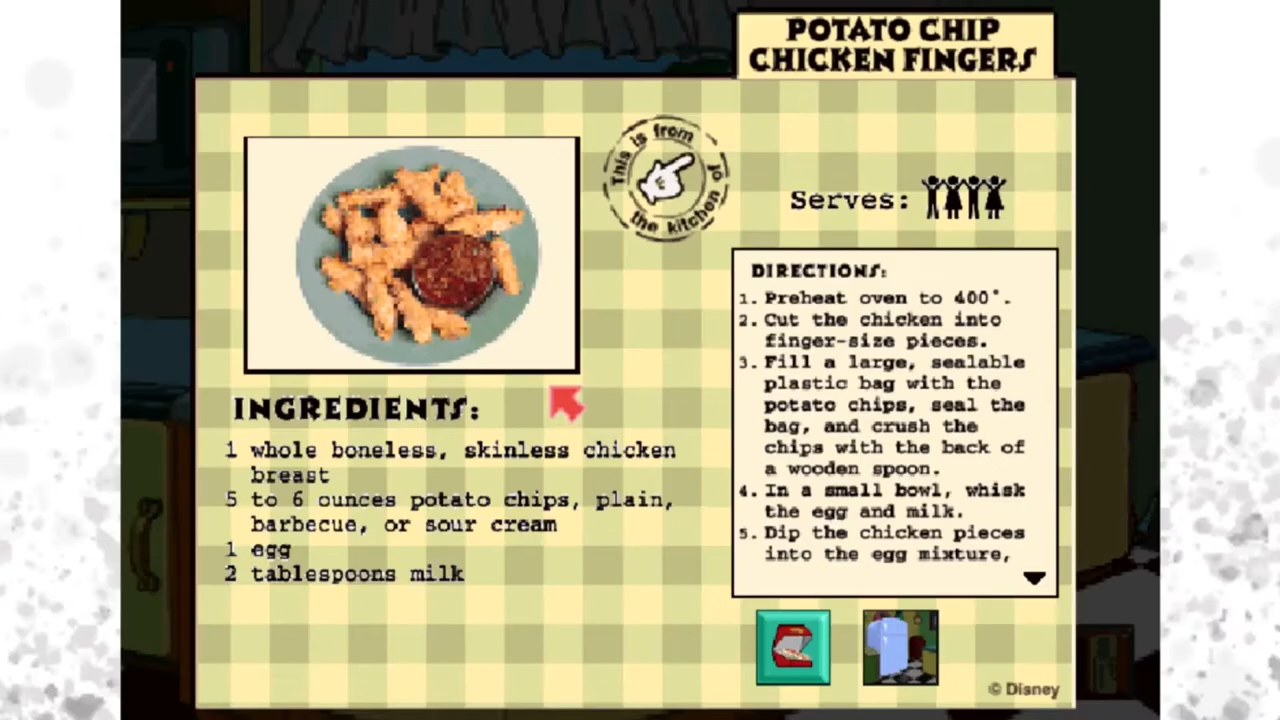 POTATO CHIP
CHICKEN FINGERS
This is from
the kitchen of
Serves:
INGREDIENTS:
1 whole boneless, skinless chicken
breast
5 to 6 ounces potato chips, plain,
barbecue, or sour cream
1 egg
2 tablespoons milk
DIRECTIONS:
1. Preheat oven to 400°.
2. Cut the chicken into
finger-size pieces.
3. Fill a large, sealable
plastic bag with the
potato chips, seal the
bag, and crush the
chips with the back of
a wooden spoon.
4. In a small bowl, whisk
the egg and milk.
5. Dip the chicken pieces
into the egg mixture,
© Disney